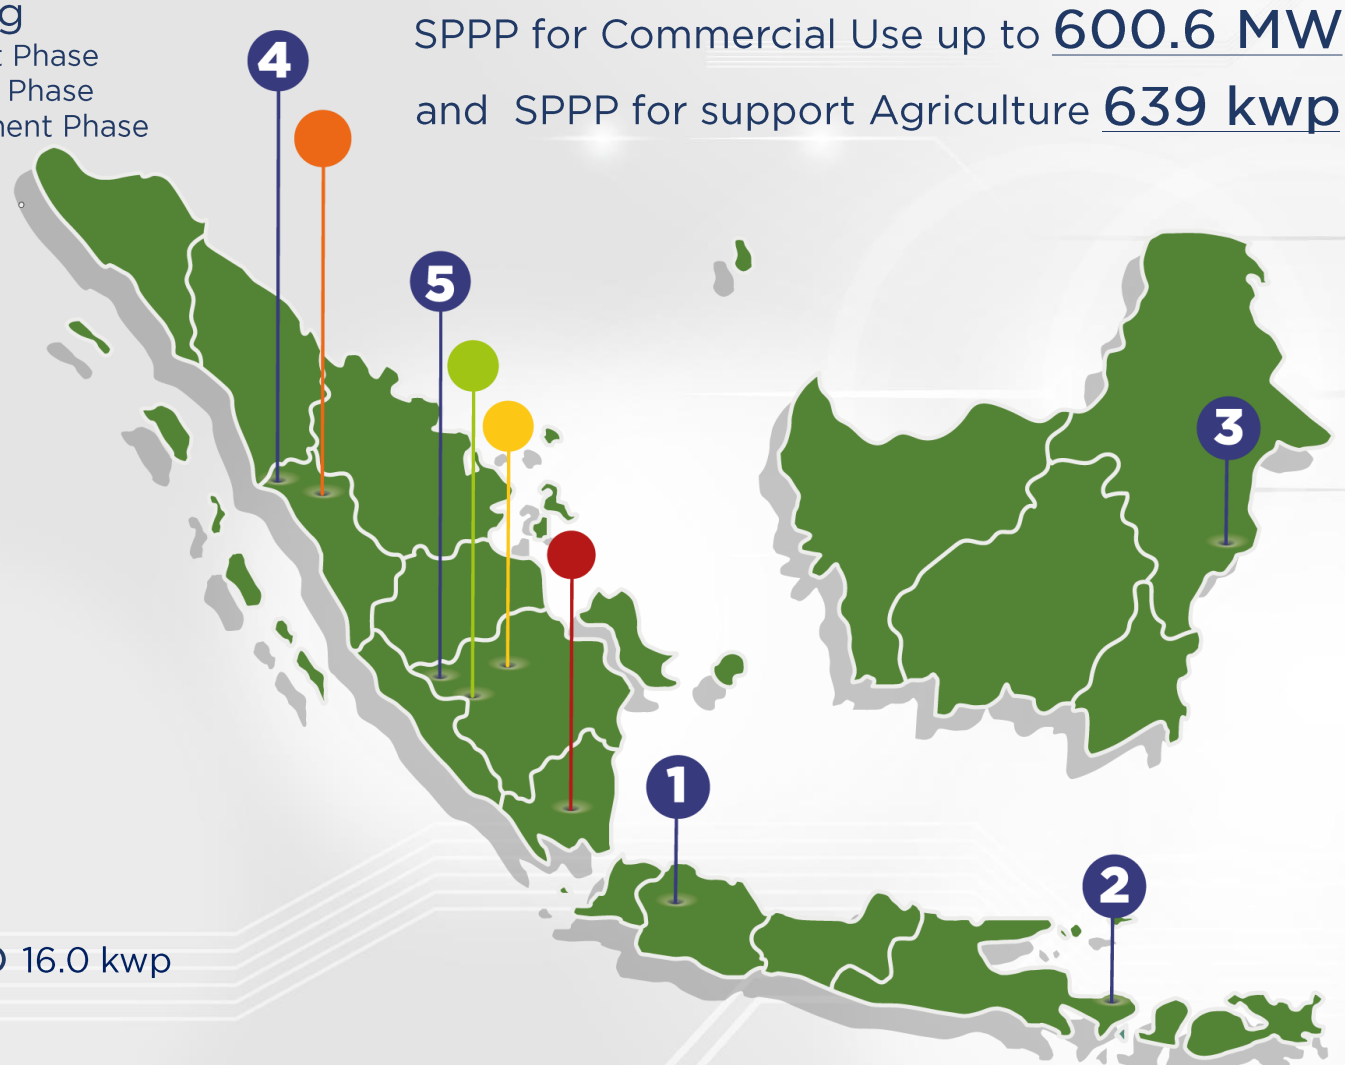 g
SPPP for Commercial Use up to 600.6 MW
t Phase
Phase
and SPPP for support Agriculture 639 kwp
ment Phase
4
5
3
1
2
16.0 kwp